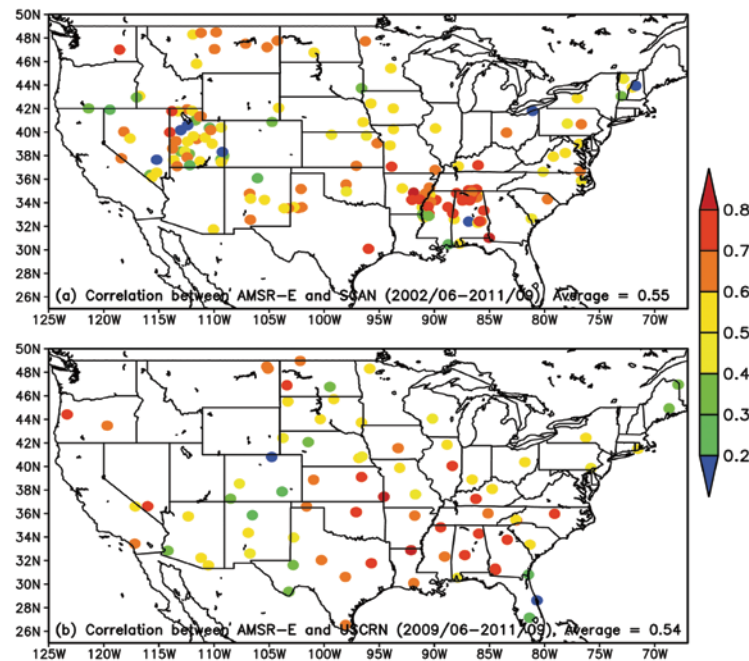 50N
48N
46N
44N
42N
40N
38N
36N
34N
32N
30N
28N
26N
(a) Correlation between AMSR-E and SCAN (2002/06-2011/09), Average = 0.55
125W 120W 115W 110W 105W 100W 95W 90W 85W 80W 75W 70W
50N
48N
46N
44N
42N
40N
38N
36N
34N
32N
30N
28N
26N
(b) Correlation between AMSR-E and USCRN (2009/06-2011/09), Average = 0.54
125W 120W 115W 110W 105W 100W 95W 90W 85W 80W 75W 70W
0.8
0.7
0.6
0.5
0.4
0.3
0.2